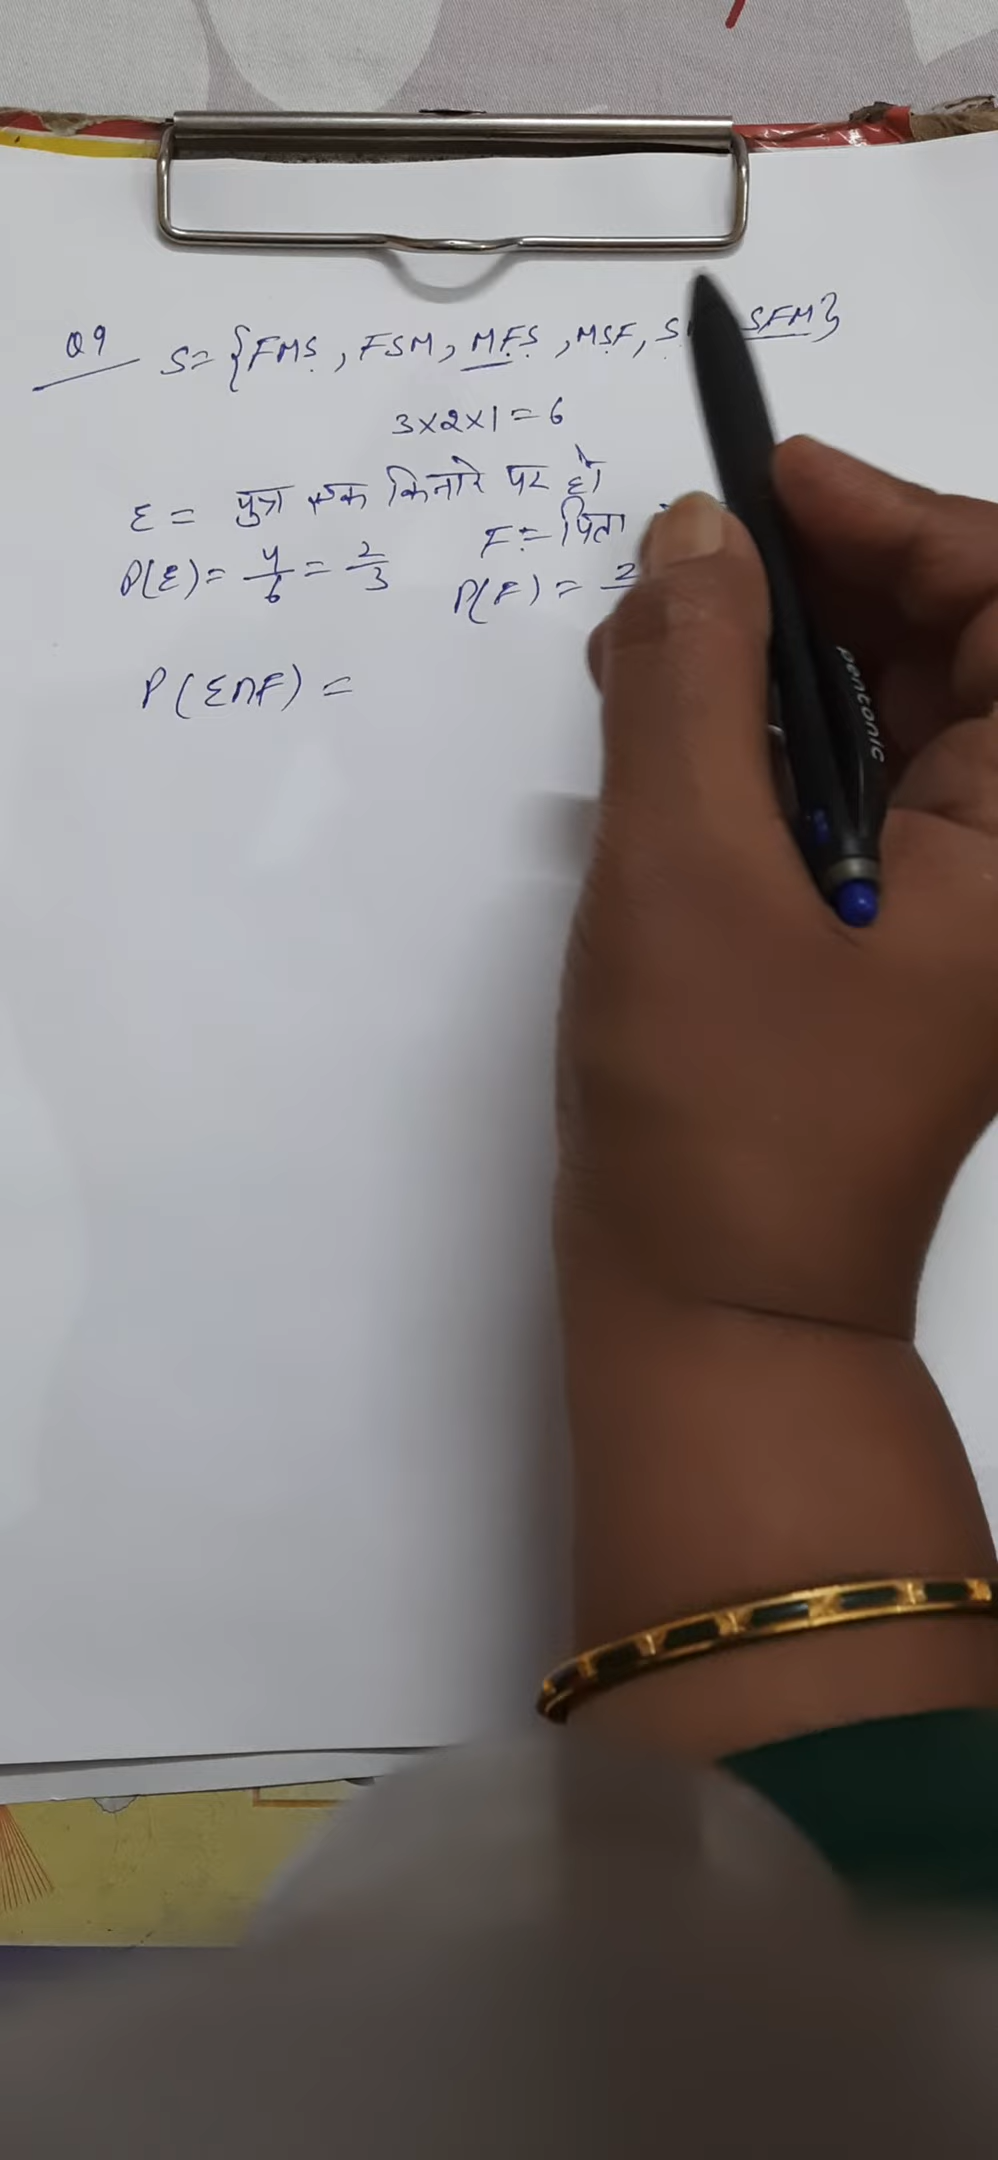 Q9
S = {FMS, FSM, MFS, MSF, S SFM}
3×2×1=6
E = पुत्र एक किनारे पर हो
F = पिता
P(E) = 4/6 = 2/3
P(F) = 2
P(E∩F) =
pentonic